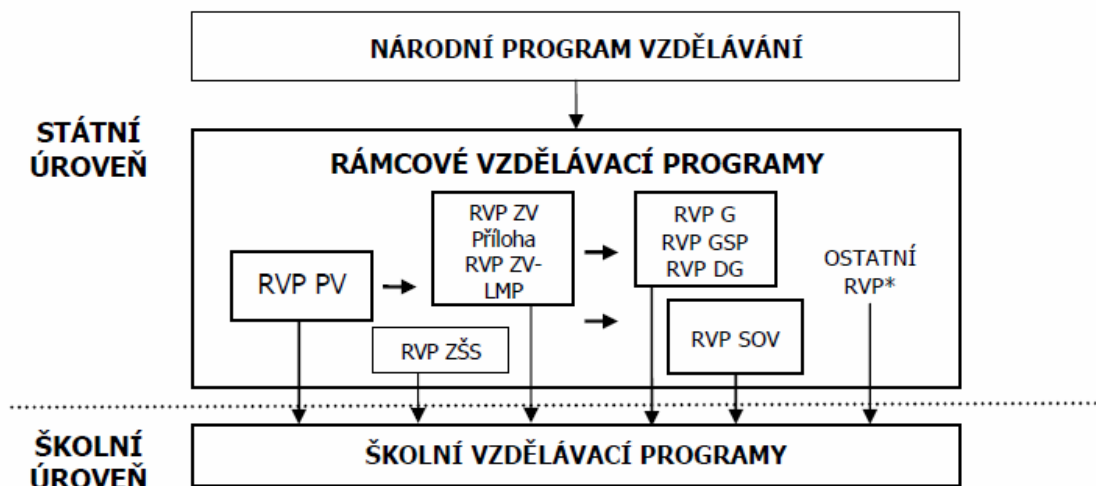 NÁRODNÍ PROGRAM VZDĚLÁVÁNÍ
STÁTNÍ
ÚROVEŇ
RÁMCOVÉ VZDĚLÁVACÍ PROGRAMY
RVP PV
RVP ZV
Příloha
RVP ZV-
LMP
RVP ZŠS
RVP G
RVP GSP
RVP DG
RVP SOV
OSTATNÍ
RVP*
ŠKOLNÍ
ÚROVEŇ
ŠKOLNÍ VZDĚLÁVACÍ PROGRAMY